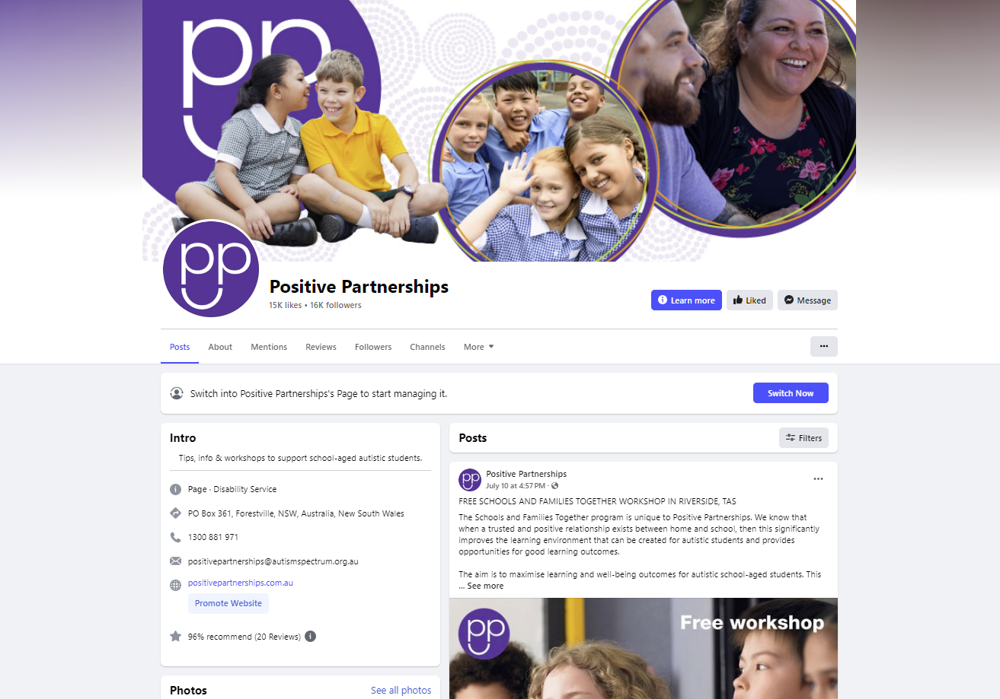 pp
pp
Positive Partnerships
15K likes • 16K followers
Learn more
Liked
Message
Posts
About
Mentions
Reviews
Followers
Channels
More
Switch into Positive Partnerships's Page to start managing it.
Switch Now
Intro
Tips, info & workshops to support school-aged autistic students.
Page · Disability Service
PO Box 361, Forestville, NSW, Australia, New South Wales
1300 881 971
positivepartnerships@autismspectrum.org.au
positivepartnerships.com.au
Promote Website
96% recommend (20 Reviews)
Photos
See all photos
Posts
Filters
pp
Positive Partnerships
July 10 at 4:57 PM ·
FREE SCHOOLS AND FAMILIES TOGETHER WORKSHOP IN RIVERSIDE, TAS
The Schools and Families Together program is unique to Positive Partnerships. We know that
when a trusted and positive relationship exists between home and school, then this significantly
improves the learning environment that can be created for autistic students and provides
opportunities for good learning outcomes.
The aim is to maximise learning and well-being outcomes for autistic school-aged students. This
... See more
pp
Free workshop